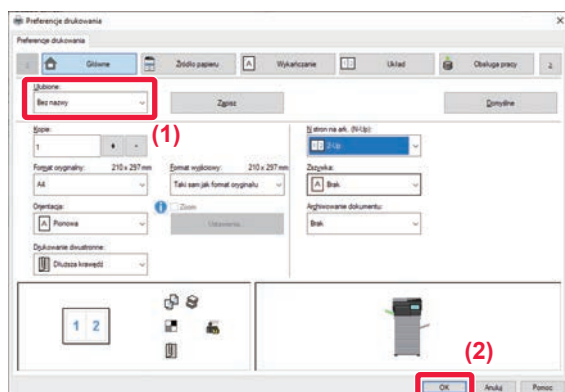 Preferencje drukowania
Preferencje drukowania
Główne Źródło papieru Wykańczanie Układ Obsługa pracy
Ulubione:
Bez nazwy Zapisz Domyślne
(1)
Kopie: N stron na ark. (N-Up):
1 + - 1 2 2-Up
Format oryginalny: 210 x 297 mm Format wyjściowy: 210 x 297 mm Zszywka:
A4 Taki sam jak format oryginału A Brak
Orientacja: Zoom Archiwizowanie dokumentu:
A Pionowa Ustawienia... Brak
Drukowanie dwustronne:
Dłuższa krawędź
1 2
(2)
OK Anuluj Pomoc